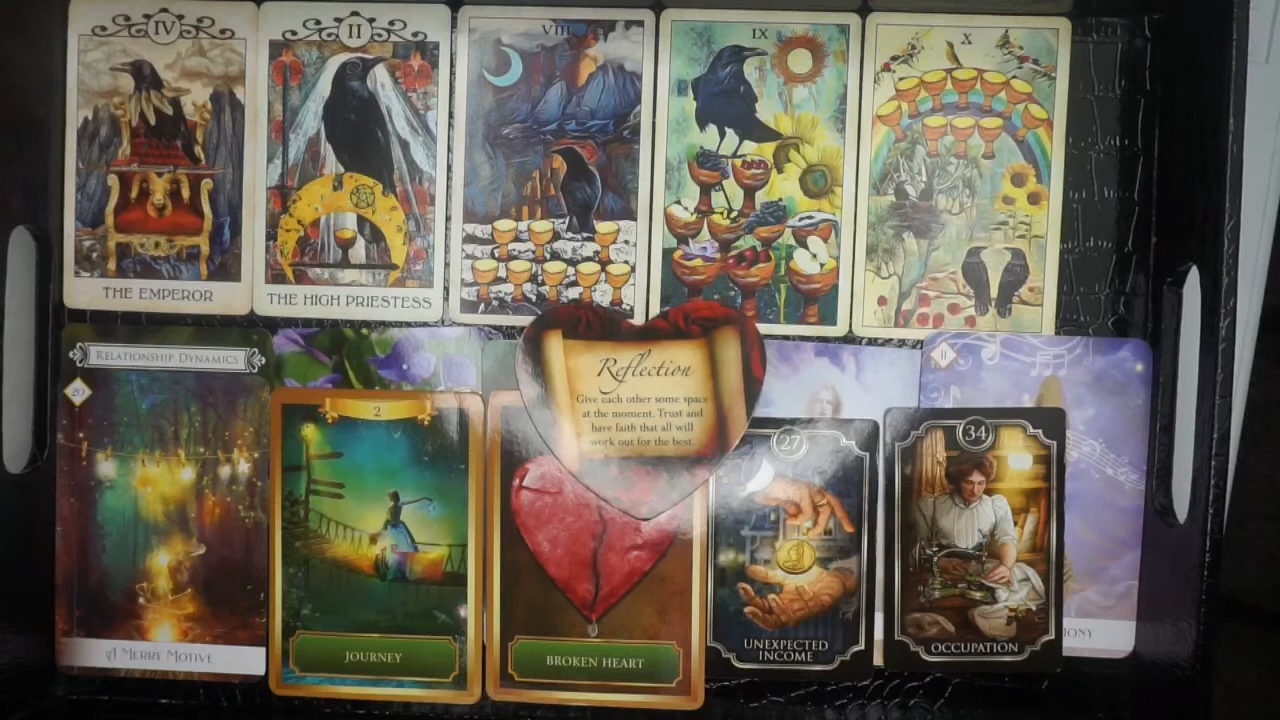 IV
II
VIII
IX
X
THE EMPEROR
THE HIGH PRIESTESS
RELATIONSHIP DYNAMICS
20
A MERRY MOTIVE
2
JOURNEY
BROKEN HEART
Reflection
Give each other some space
at the moment. Trust and
have faith that all will
work out for the best.
27
UNEXPECTED
INCOME
34
OCCUPATION
11
MONY